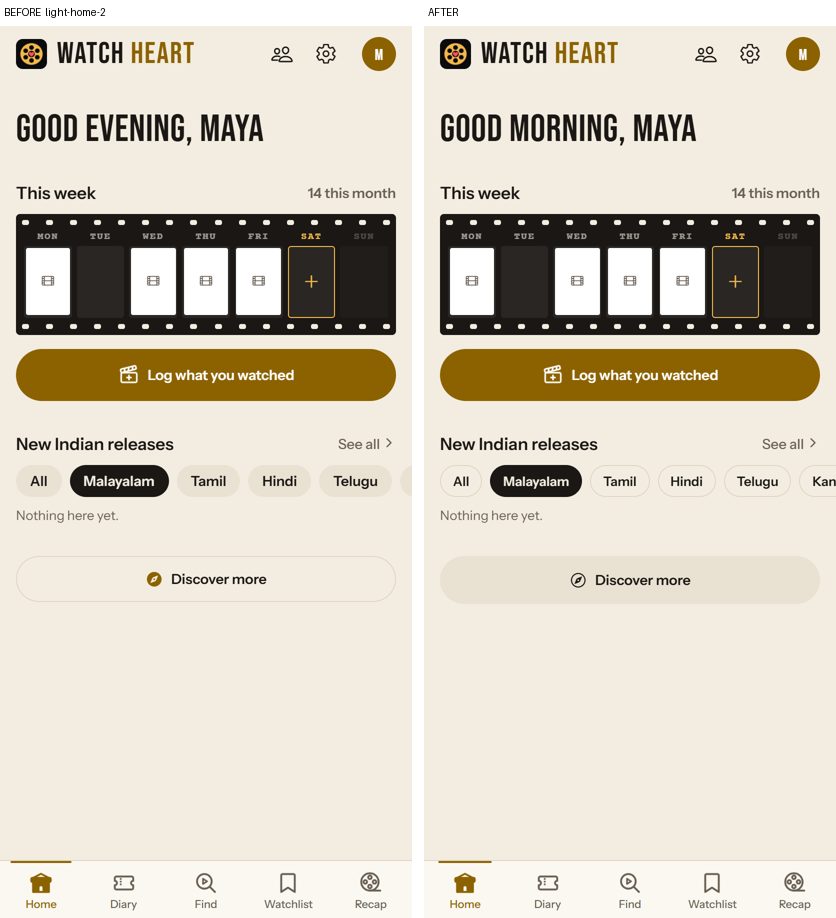 BEFORE light-home-2
WATCH HEART
M
GOOD EVENING, MAYA
This week
14 this month
MON TUE WED THU FRI SAT SUN
Log what you watched
New Indian releases
See all
All Malayalam Tamil Hindi Telugu
Nothing here yet.
Discover more
Home Diary Find Watchlist Recap
AFTER
WATCH HEART
M
GOOD MORNING, MAYA
This week
14 this month
MON TUE WED THU FRI SAT SUN
Log what you watched
New Indian releases
See all
All Malayalam Tamil Hindi Telugu Kan
Nothing here yet.
Discover more
Home Diary Find Watchlist Recap